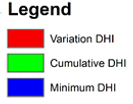 Legend
Variation DHI
Cumulative DHI
Minimum DHI